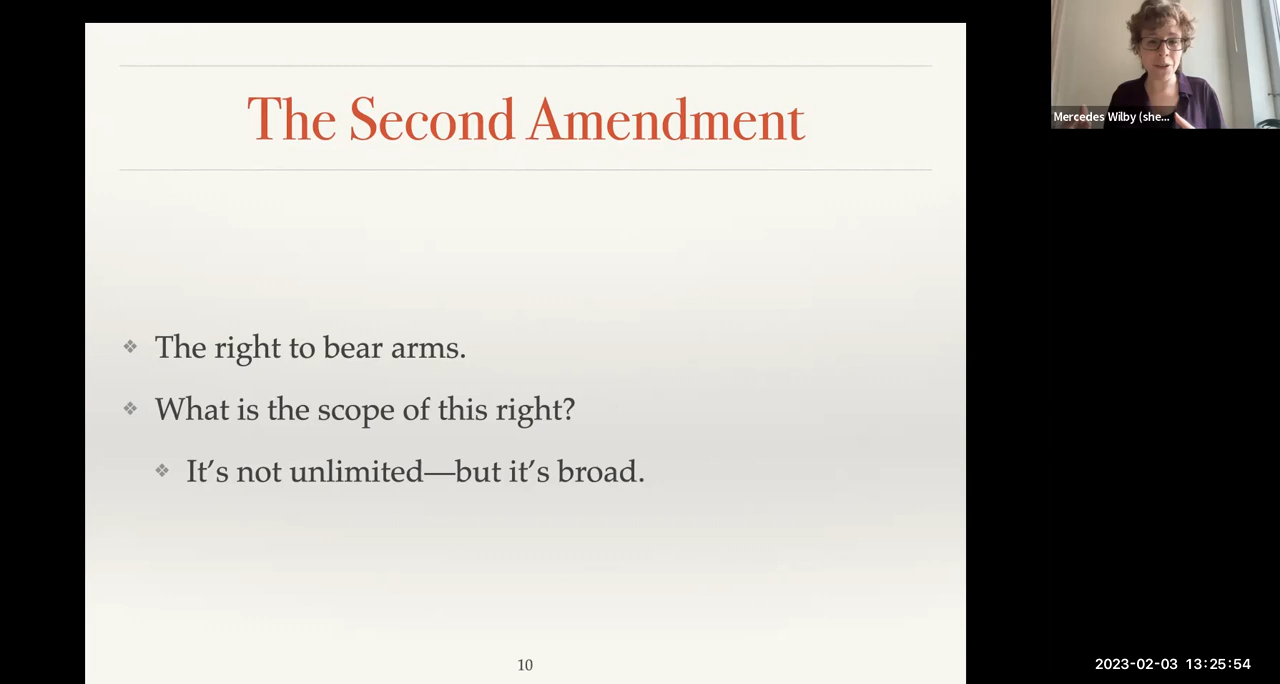 The Second Amendment
❖ The right to bear arms.
❖ What is the scope of this right?
❖ It’s not unlimited—but it’s broad.
10
Mercedes Wilby (she...
2023-02-03 13:25:54